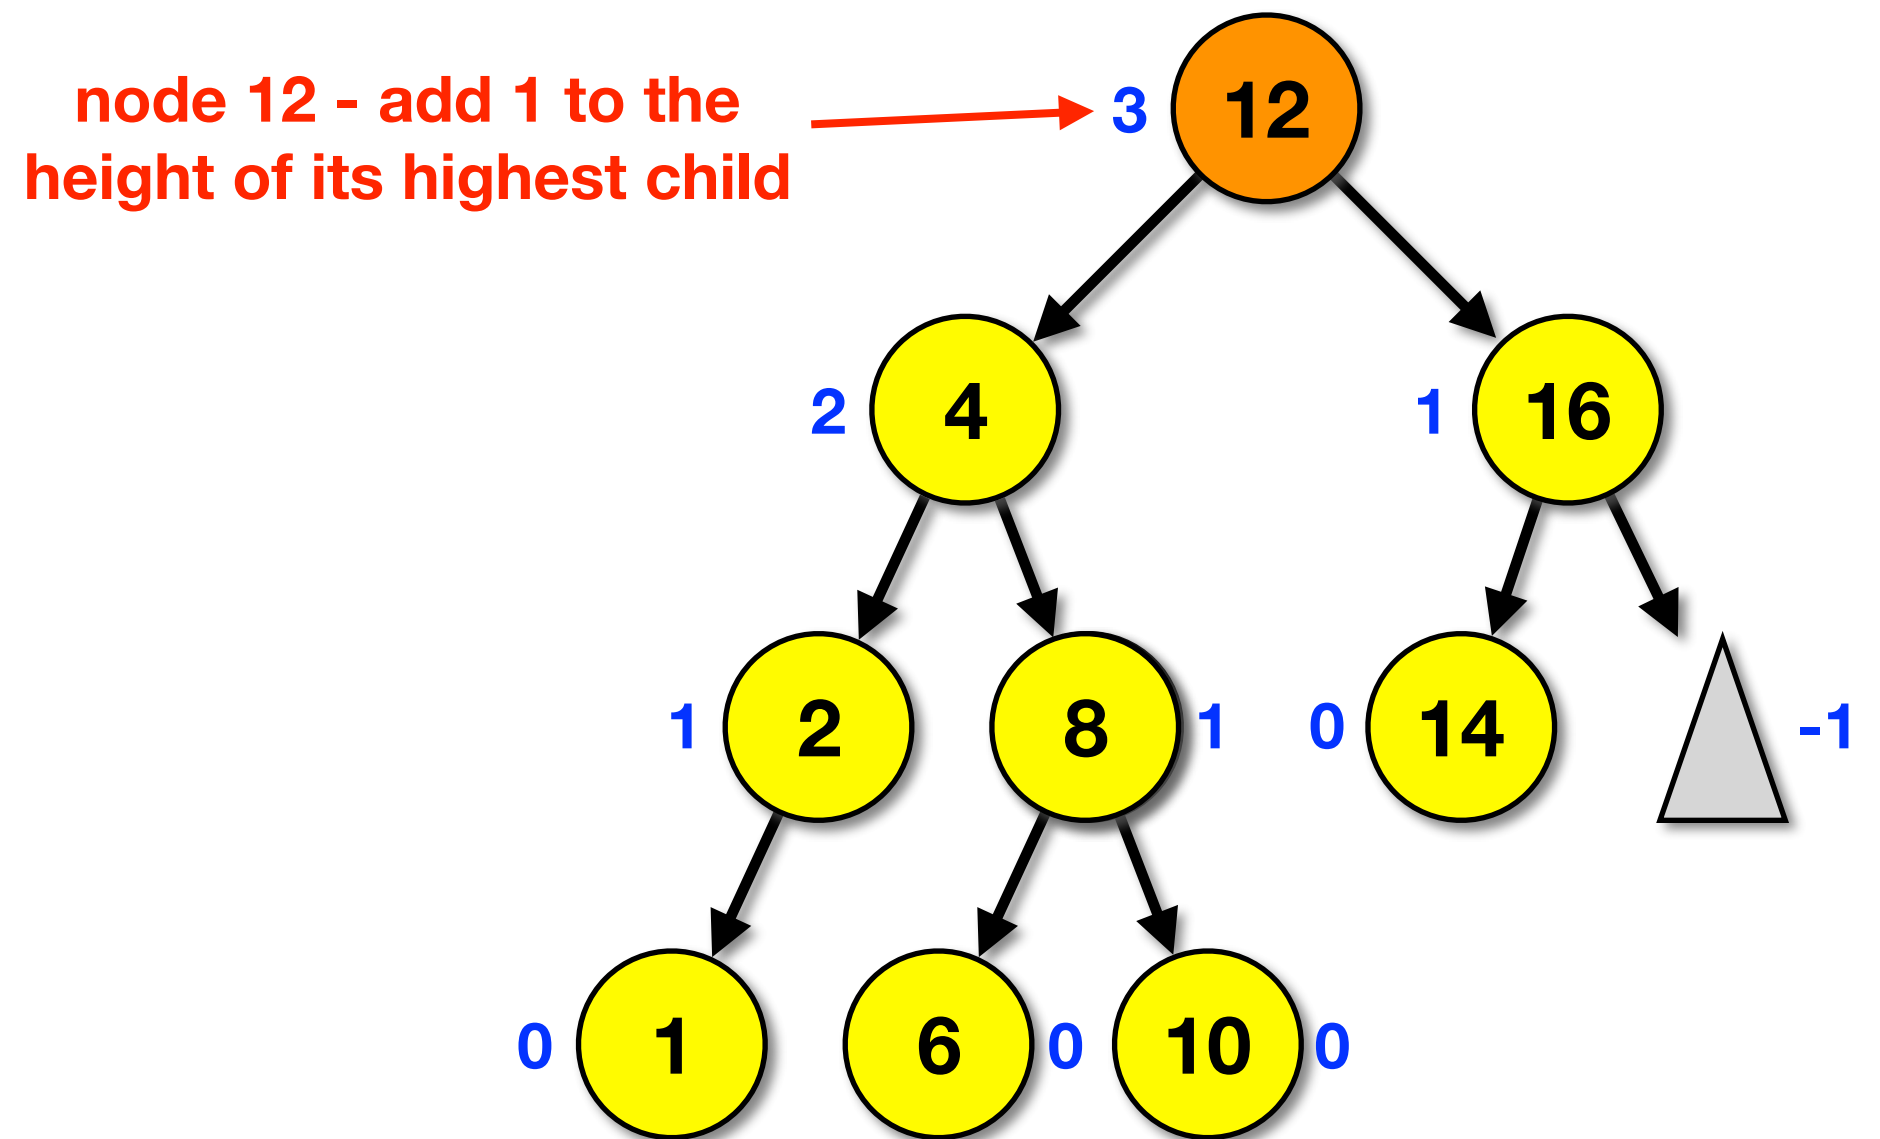 node 12 - add 1 to the
height of its highest child
3 12
2 4 1 16
1 2 8 1 0 14 -1
0 1 6 0 10 0